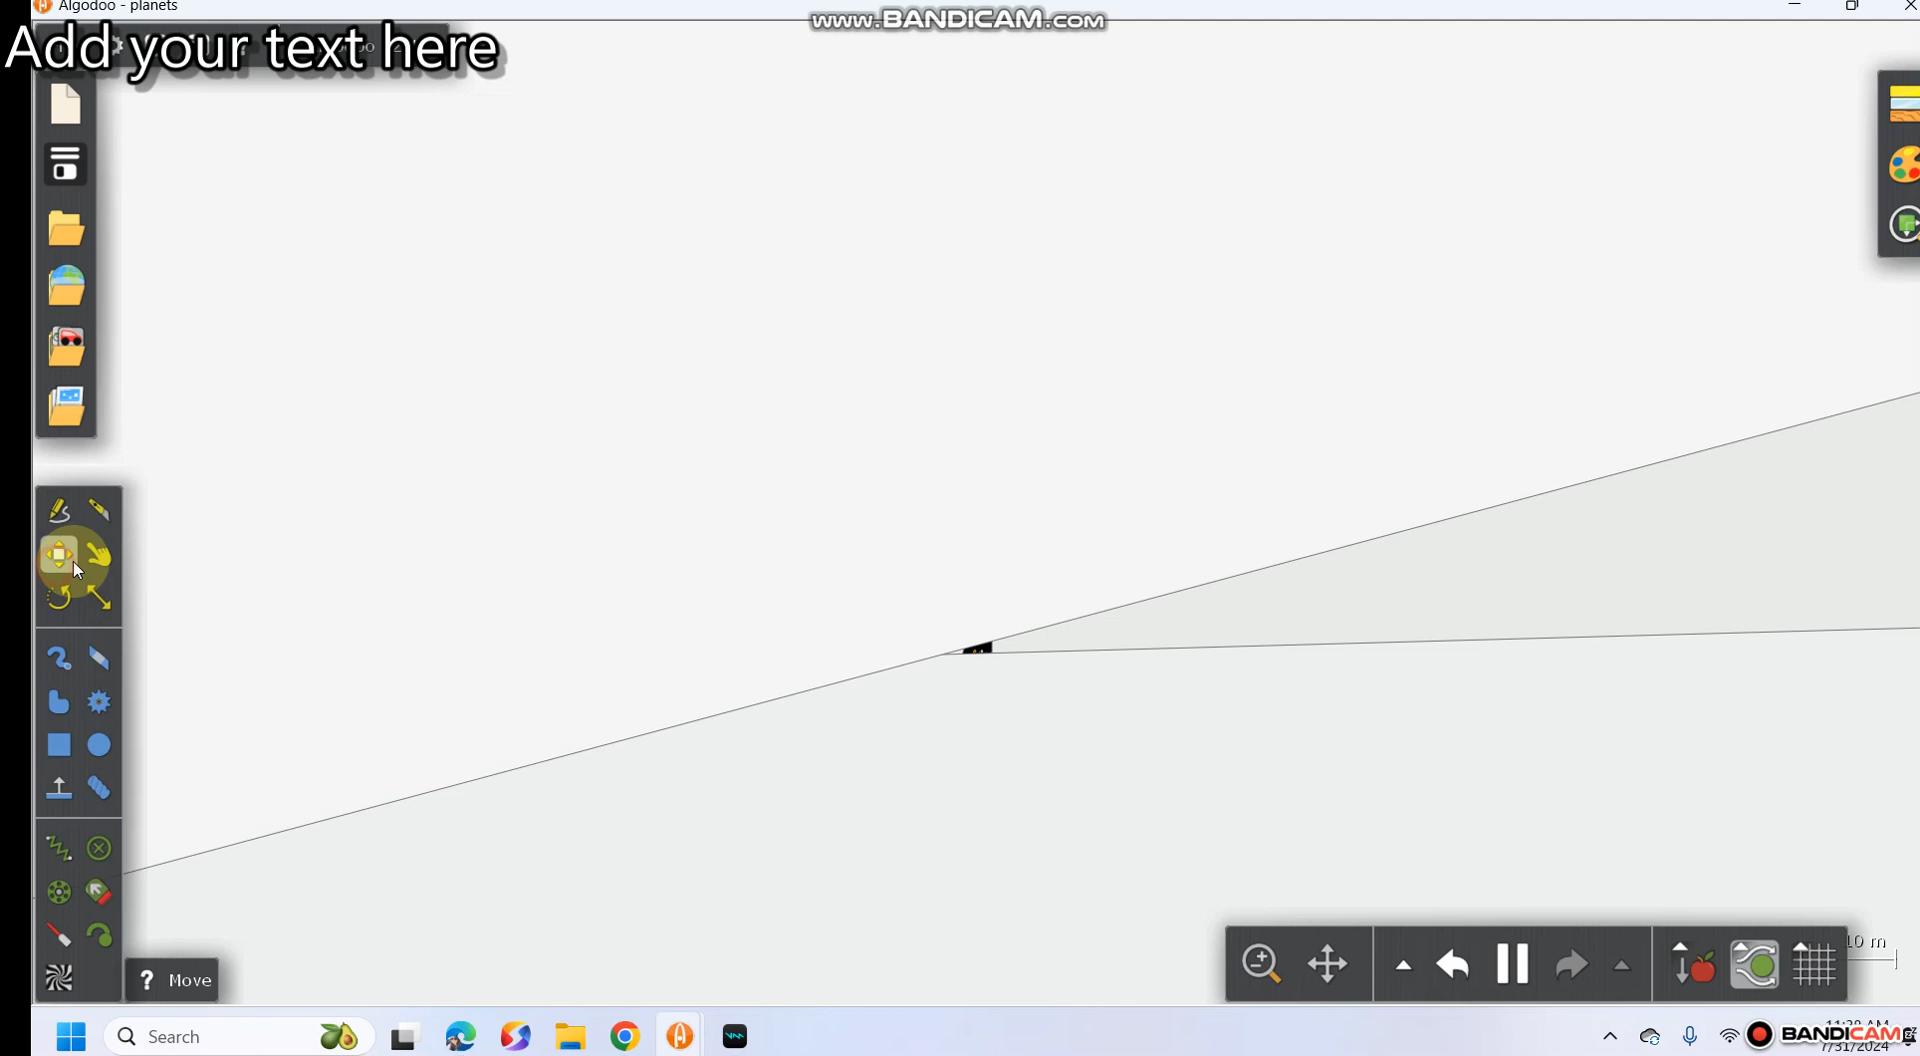 Algodoo - planets
www.BANDICAM.com
Add your text here
10 m
? Move
Search
BANDICAM
7/31/2024